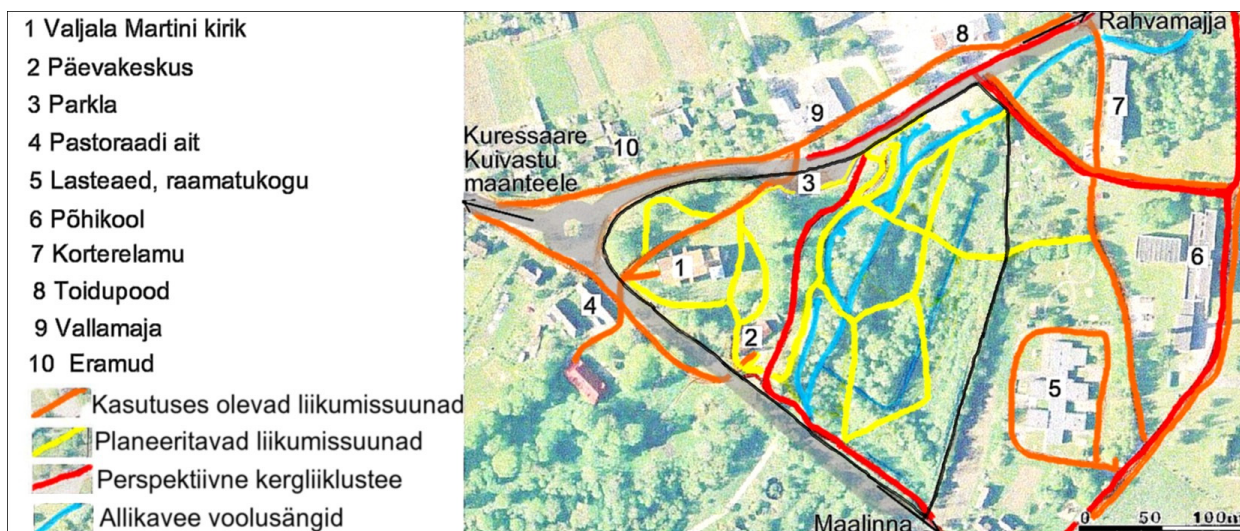 1 Valjala Martini kirik
2 Päevakeskus
3 Parkla
4 Pastoraadi ait
5 Lasteaed, raamatukogu
6 Põhikool
7 Korterelamu
8 Toidupood
9 Vallamaja
10 Eramud
Kasutuses olevad liikumissuunad
Planeeritavad liikumissuunad
Perspektiivne kergliiklustee
Allikavee voolusängid
Rahvamajja
8
7
9
10
Kuressaare
Kuivastu
maanteele
3
1
6
4
2
5
Maalinna
0 50 100m